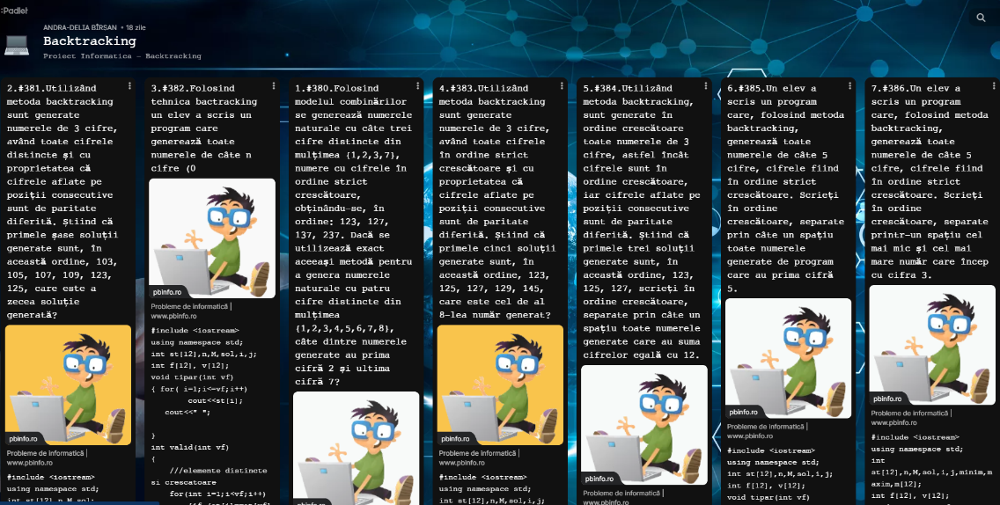 :Padlet
ANDRA-DELIA BÎRSAN • 18 zile
Backtracking
Proiect Informatica - Backtracking
2.#381.Utilizând
metoda backtracking
sunt generate
numerele de 3 cifre,
având toate cifrele
distincte și cu
proprietatea că
cifrele aflate pe
poziții consecutive
sunt de paritate
diferită. Știind că
primele șase soluții
generate sunt, în
această ordine, 103,
105, 107, 109, 123,
125, care este a
zecea soluție
generată?
pbinfo.ro
Probleme de informatică |
www.pbinfo.ro
#include <iostream>
using namespace std;
int st[12],n,M,sol;
3.#382.Folosind
tehnica bactracking
un elev a scris un
program care
generează toate
numerele de câte n
cifre (0
pbinfo.ro
Probleme de informatică |
www.pbinfo.ro
#include <iostream>
using namespace std;
int st[12],n,M,sol,i,j;
int f[12], v[12];
void tipar(int vf)
{ for( i=1;i<=vf;i++)
cout<<st[i];
cout<<" ";
}
int valid(int vf)
{
///elemente distincte
si crescatoare
for(int i=1;i<vf;i++)
1.#380.Folosind
modelul combinărilor
se generează numerele
naturale cu câte trei
cifre distincte din
mulțimea {1,2,3,7},
numere cu cifrele în
ordine strict
crescătoare,
obținându-se, în
ordine: 123, 127,
137, 237. Dacă se
utilizează exact
aceeași metodă pentru
a genera numerele
naturale cu patru
cifre distincte din
mulțimea
{1,2,3,4,5,6,7,8},
câte dintre numerele
generate au prima
cifră 2 și ultima
cifră 7?
pbinfo.ro
4.#383.Utilizând
metoda backtracking
sunt generate
numerele de 3 cifre,
având toate cifrele
în ordine strict
crescătoare și cu
proprietatea că
cifrele aflate pe
poziții consecutive
sunt de paritate
diferită. Știind că
primele cinci soluții
generate sunt, în
această ordine, 123,
125, 127, 129, 145,
care este cel de al
8-lea număr generat?
pbinfo.ro
Probleme de informatică |
www.pbinfo.ro
#include <iostream>
using namespace std;
int st[12],n,M,sol,i,j;
5.#384.Utilizând
metoda backtracking,
sunt generate în
ordine crescătoare
toate numerele de 3
cifre, astfel încât
cifrele sunt în
ordine crescătoare,
iar cifrele aflate pe
poziții consecutive
sunt de paritate
diferită. Știind că
primele trei soluții
generate sunt, în
această ordine, 123,
125, 127, scrieți în
ordine crescătoare,
separate prin câte un
spațiu toate numerele
generate care au suma
cifrelor egală cu 12.
pbinfo.ro
Probleme de informatică |
www.pbinfo.ro
6.#385.Un elev a
scris un program
care, folosind metoda
backtracking,
generează toate
numerele de câte 5
cifre, cifrele fiind
în ordine strict
crescătoare. Scrieți
în ordine
crescătoare, separate
prin câte un spațiu
toate numerele
generate de program
care au prima cifră
5.
pbinfo.ro
Probleme de informatică |
www.pbinfo.ro
#include <iostream>
using namespace std;
int st[12],n,M,sol,i,j;
int f[12], v[12];
void tipar(int vf)
7.#386.Un elev a
scris un program
care, folosind metoda
backtracking,
generează toate
numerele de câte 5
cifre, cifrele fiind
în ordine strict
crescătoare. Scrieți
în ordine
crescătoare, separate
printr-un spațiu cel
mai mic și cel mai
mare număr care încep
cu cifra 3.
pbinfo.ro
Probleme de informatică |
www.pbinfo.ro
#include <iostream>
using namespace std;
int
st[12],n,M,sol,i,j,minim,m
axim,m[12];
int f[12], v[12];